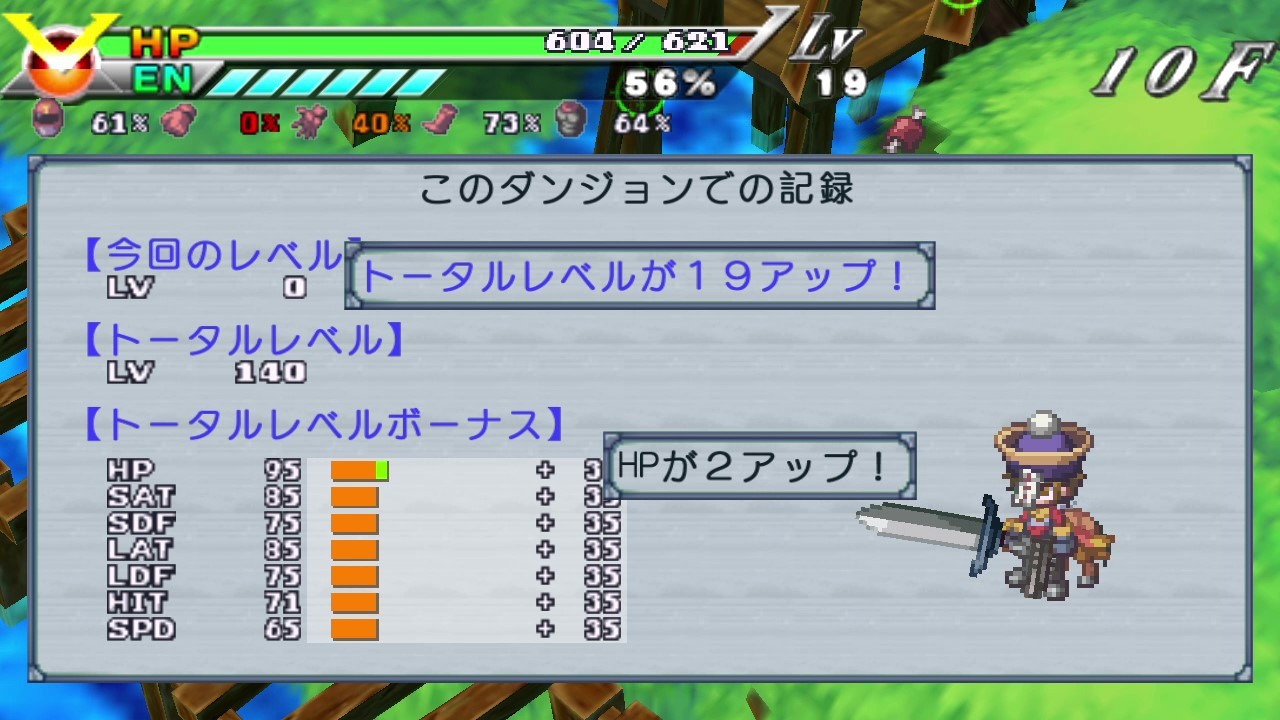 HP 604/ 621 Lv
EN 56% 19
10F
61% 0% 40% 73% 64%
このダンジョンでの記録
【今回のレベル】
LV 0
トータルレベルが19アップ!
【トータルレベル】
LV 140
【トータルレベルボーナス】
HP 95 + 3
HPが2アップ!
SAT 85 + 35
SDF 75 + 35
LAT 85 + 35
LDF 75 + 35
HIT 71 + 35
SPD 65 + 35